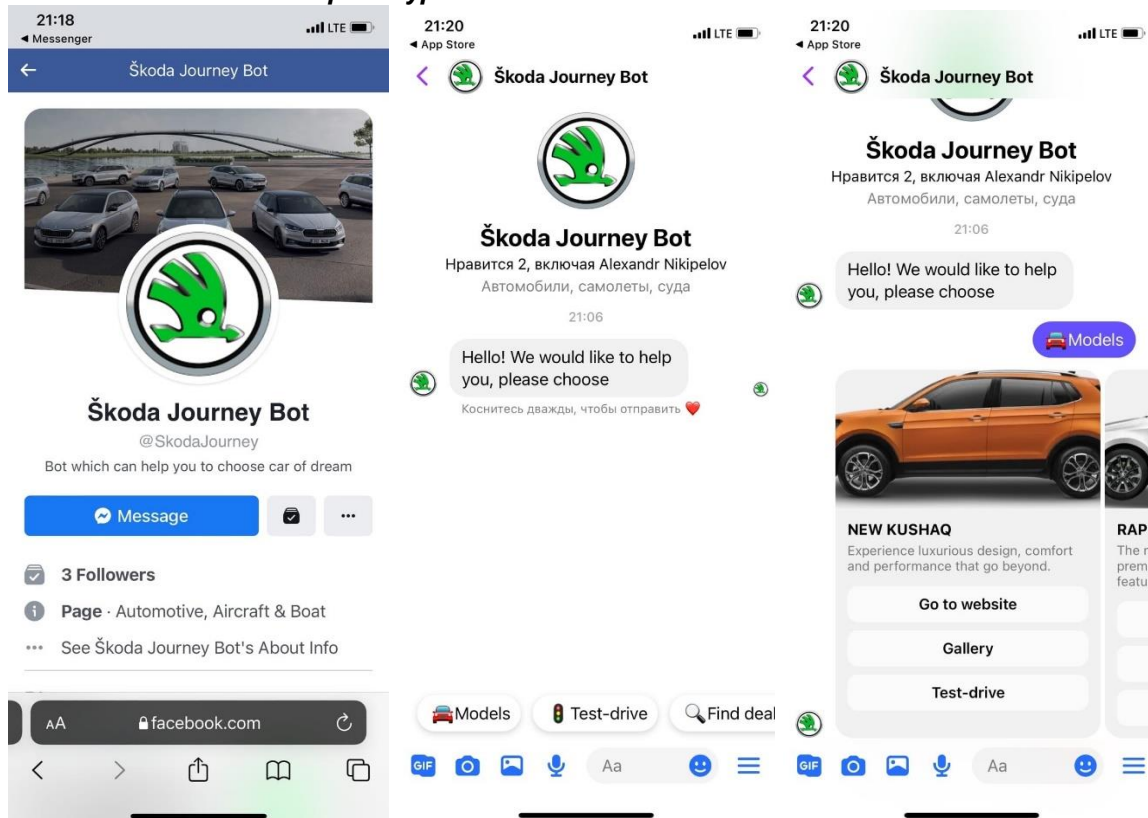 21:18
LTE
Messenger
Škoda Journey Bot
Škoda Journey Bot
@SkodaJourney
Bot which can help you to choose car of dream
Message
3 Followers
Page · Automotive, Aircraft & Boat
See Škoda Journey Bot's About Info
AA
facebook.com
21:20
LTE
App Store
Škoda Journey Bot
Škoda Journey Bot
Нравится 2, включая Alexandr Nikipelov
Автомобили, самолеты, суда
21:06
Hello! We would like to help
you, please choose
Коснитесь дважды, чтобы отправить ❤️
🚘Models
🚦Test-drive
🔍Find deal
GIF
Aa
21:20
LTE
App Store
Škoda Journey Bot
Škoda Journey Bot
Нравится 2, включая Alexandr Nikipelov
Автомобили, самолеты, суда
21:06
Hello! We would like to help
you, please choose
🚘Models
NEW KUSHAQ
Experience luxurious design, comfort
and performance that go beyond.
Go to website
Gallery
Test-drive
RAP
The
prem
featu
GIF
Aa